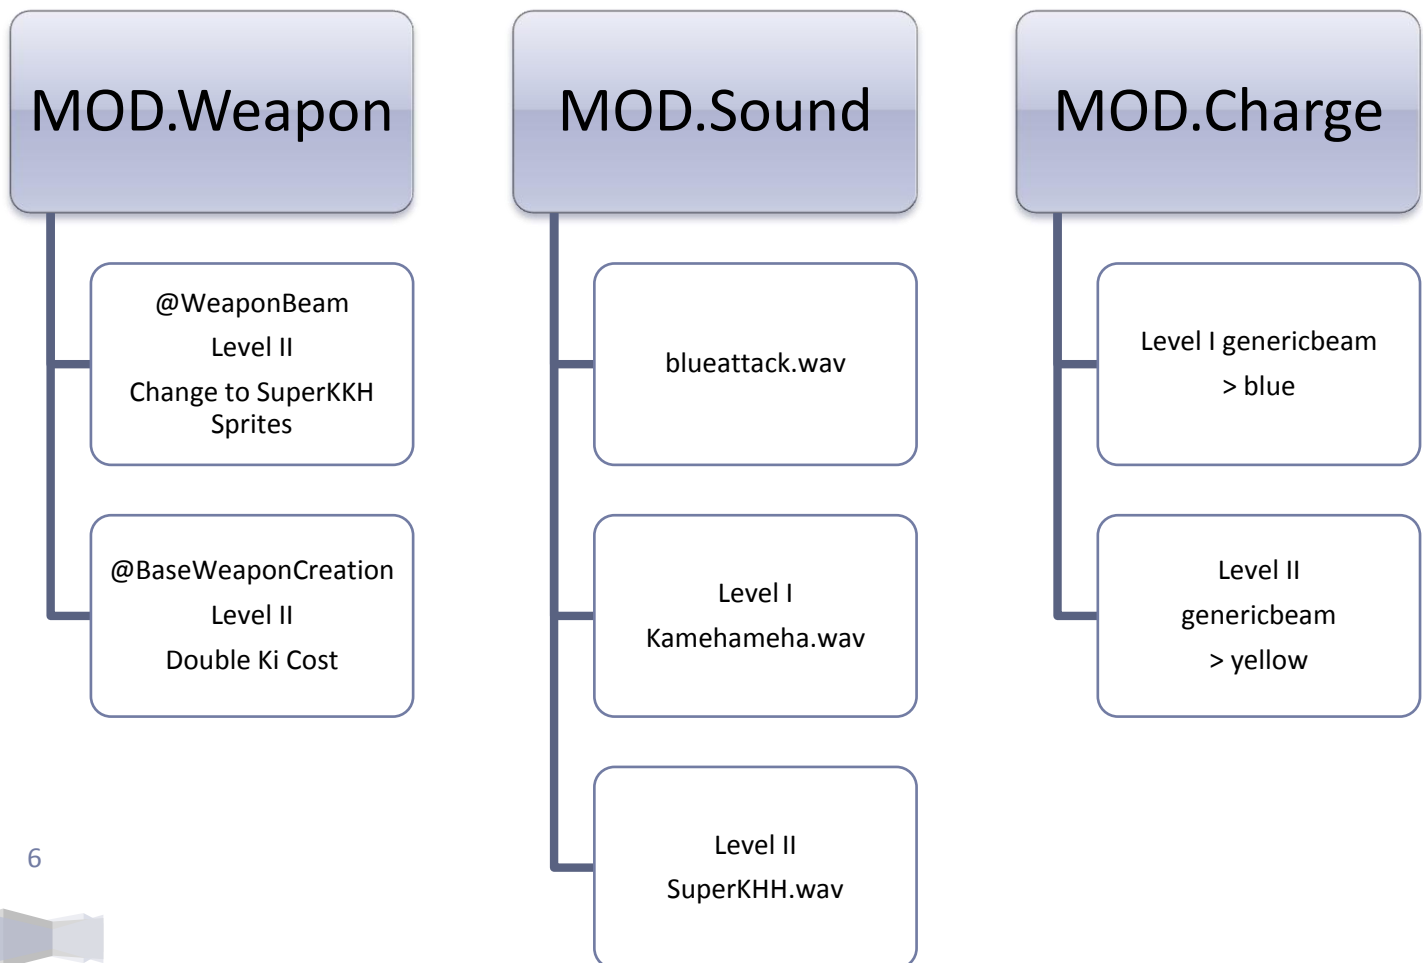 MOD.Weapon
@WeaponBeam
Level II
Change to SuperKKH
Sprites
@BaseWeaponCreation
Level II
Double Ki Cost
MOD.Sound
blueattack.wav
Level I
Kamehameha.wav
Level II
SuperKHH.wav
MOD.Charge
Level I genericbeam
> blue
Level II
genericbeam
> yellow
6